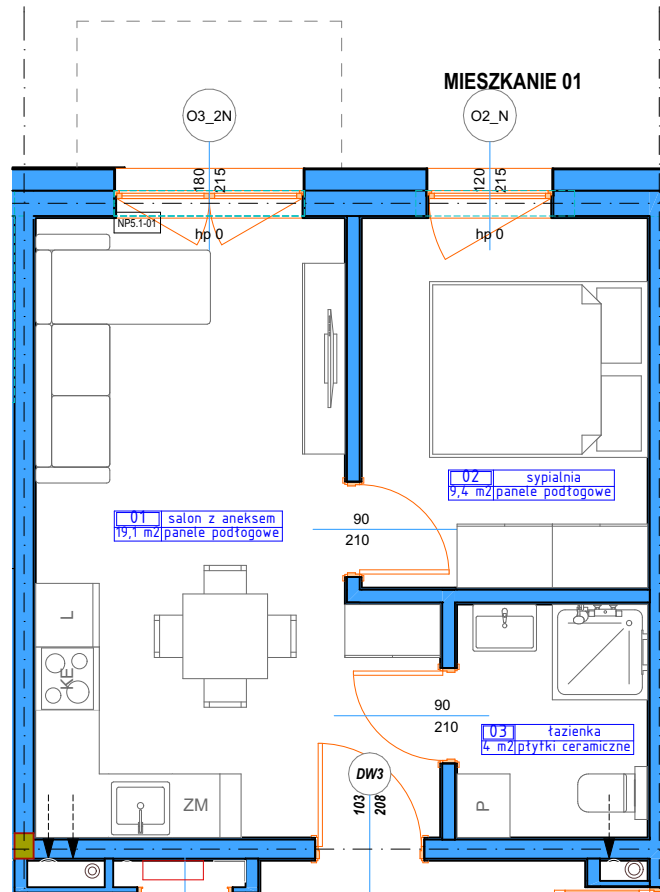 MIESZKANIE 01
O3_2N
O2_N
180
215
120
215
NP5.1-01
hp 0
hp 0
02 sypialnia
9,4 m2 panele podłogowe
01 salon z aneksem
19,1 m2 panele podłogowe
90
210
L
KE
90
210
03 łazienka
4 m2 płytki ceramiczne
DW3
103
208
ZM
P